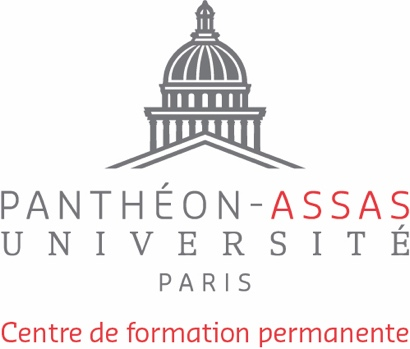 PANTHÉON-ASSAS
UNIVERSITÉ
PARIS
Centre de formation permanente